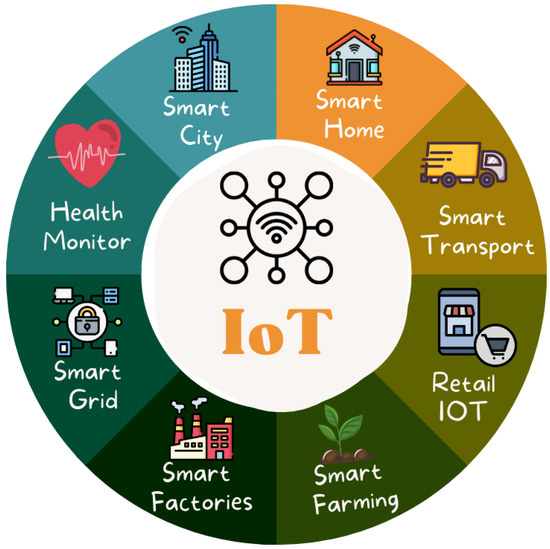 Smart
City
Smart
Home
Health
Monitor
Smart
Transport
IoT
Smart
Grid
Retail
IOT
Smart
Factories
Smart
Farming